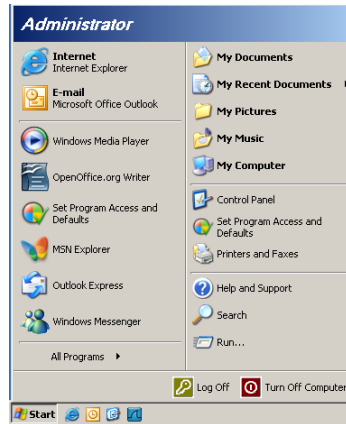 Administrator
Internet
Internet Explorer
E-mail
Microsoft Office Outlook
Windows Media Player
OpenOffice.org Writer
Set Program Access and
Defaults
MSN Explorer
Outlook Express
Windows Messenger
All Programs
My Documents
My Recent Documents
My Pictures
My Music
My Computer
Control Panel
Set Program Access and
Defaults
Printers and Faxes
Help and Support
Search
Run...
Log Off
Turn Off Computer
Start